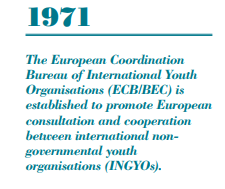 1971
The European Coordination
Bureau of International Youth
Organisations (ECB/BEC) is
established to promote European
consultation and cooperation
between international non-
governmental youth
organisations (INGYOs).